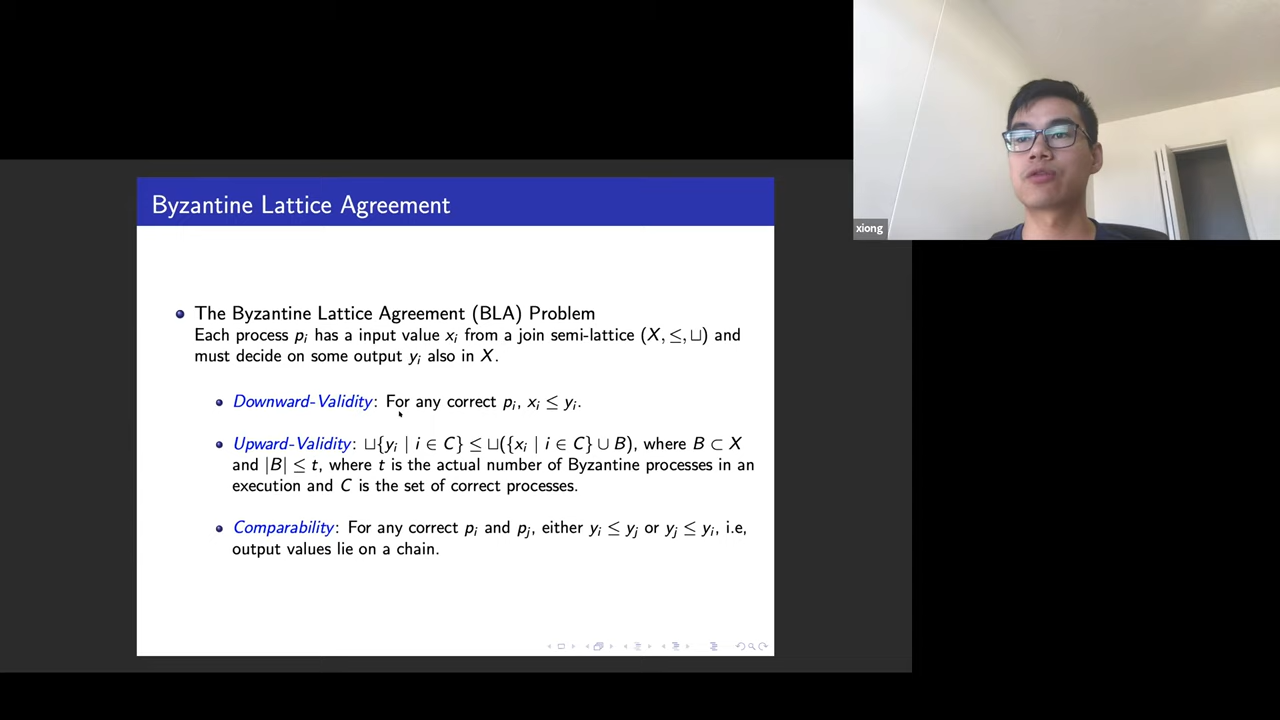 Byzantine Lattice Agreement
The Byzantine Lattice Agreement (BLA) Problem
Each process pᵢ has a input value xᵢ from a join semi-lattice (X, ≤, ⊔) and
must decide on some output yᵢ also in X.
Downward-Validity: For any correct pᵢ, xᵢ ≤ yᵢ.
Upward-Validity: ⊔{yᵢ | i ∈ C} ≤ ⊔({xᵢ | i ∈ C} ∪ B), where B ⊂ X
and |B| ≤ t, where t is the actual number of Byzantine processes in an
execution and C is the set of correct processes.
Comparability: For any correct pᵢ and pⱼ, either yᵢ ≤ yⱼ or yⱼ ≤ yᵢ, i.e,
output values lie on a chain.
xiong